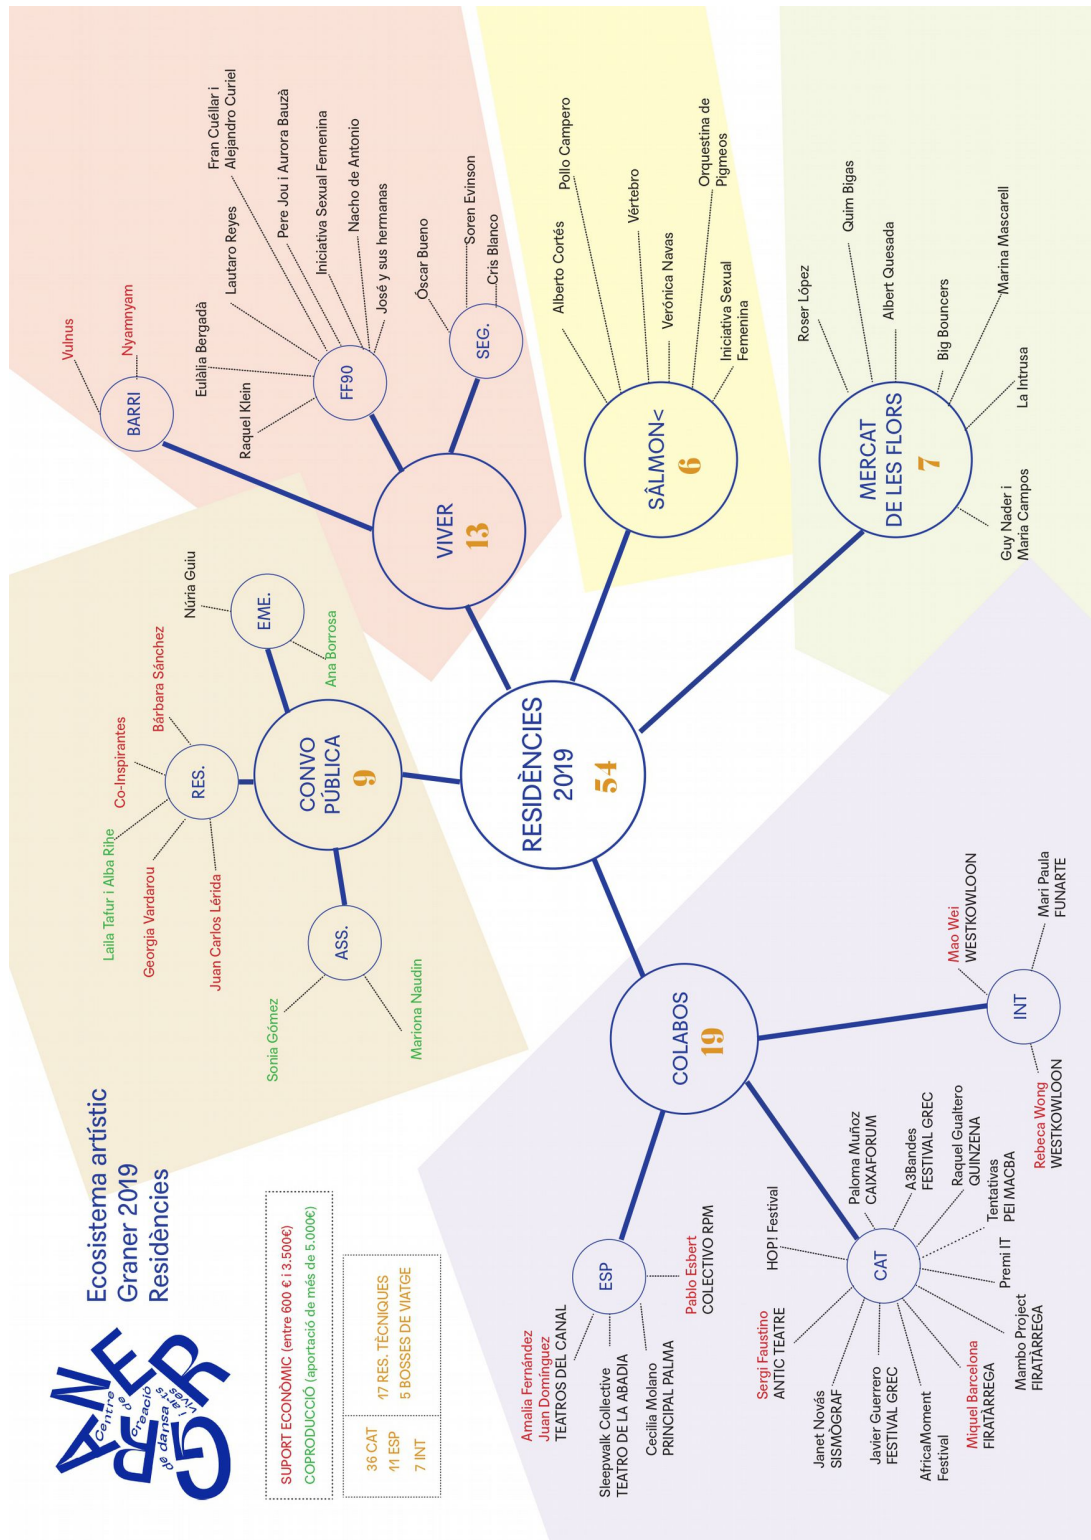 GRANER
Centre
de
creació
de dansa
i arts
vives
Ecosistema artístic
Graner 2019
Residències
SUPORT ECONÒMIC (entre 600 € i 3.500€)
COPRODUCCIÓ (aportació de més de 5.000€)
36 CAT
11 ESP
7 INT
17 RES. TÈCNIQUES
5 BOSSES DE VIATGE
RESIDÈNCIES
2019
54
CONVO
PÚBLICA
9
ASS.
Sonia Gómez
Mariona Naudin
RES.
Laila Tafur i Alba Rihe
Georgia Vardarou
Juan Carlos Lérida
Co-Inspirantes
Bárbara Sánchez
EME.
Núria Guiu
Ana Borrosa
VIVER
13
BARRI
Vulnus
Nyamnyam
FF90
Raquel Klein
Eulàlia Bergadà
Lautaro Reyes
Fran Cuéllar i
Alejandro Curiel
Pere Jou i Aurora Bauzà
Iniciativa Sexual Femenina
Nacho de Antonio
José y sus hermanas
SEG.
Óscar Bueno
Soren Evinson
Cris Blanco
SÂLMON<
6
Alberto Cortés
Pollo Campero
Vértebro
Verónica Navas
Orquestina de
Pigmeos
Iniciativa Sexual
Femenina
MERCAT
DE LES FLORS
7
Roser López
Quim Bigas
Albert Quesada
Big Bouncers
Marina Mascarell
La Intrusa
Guy Nader i
Maria Campos
COLABOS
19
ESP
Amalia Fernández
Juan Domínguez
TEATROS DEL CANAL
Sleepwalk Collective
TEATRO DE LA ABADIA
Cecilia Molano
PRINCIPAL PALMA
Pablo Esbert
COLECTIVO RPM
CAT
HOP! Festival
Sergi Faustino
ANTIC TEATRE
Janet Novás
SISMÒGRAF
Javier Guerrero
FESTIVAL GREC
AfricaMoment
Festival
Miquel Barcelona
FIRATÀRREGA
Mambo Project
FIRATÀRREGA
Premi IT
Tentativas
PEI MACBA
Raquel Gualtero
QUINZENA
A3Bandes
FESTIVAL GREC
Paloma Muñoz
CAIXAFORUM
INT
Mao Wei
WESTKOWLOON
Mari Paula
FUNARTE
Rebeca Wong
WESTKOWLOON